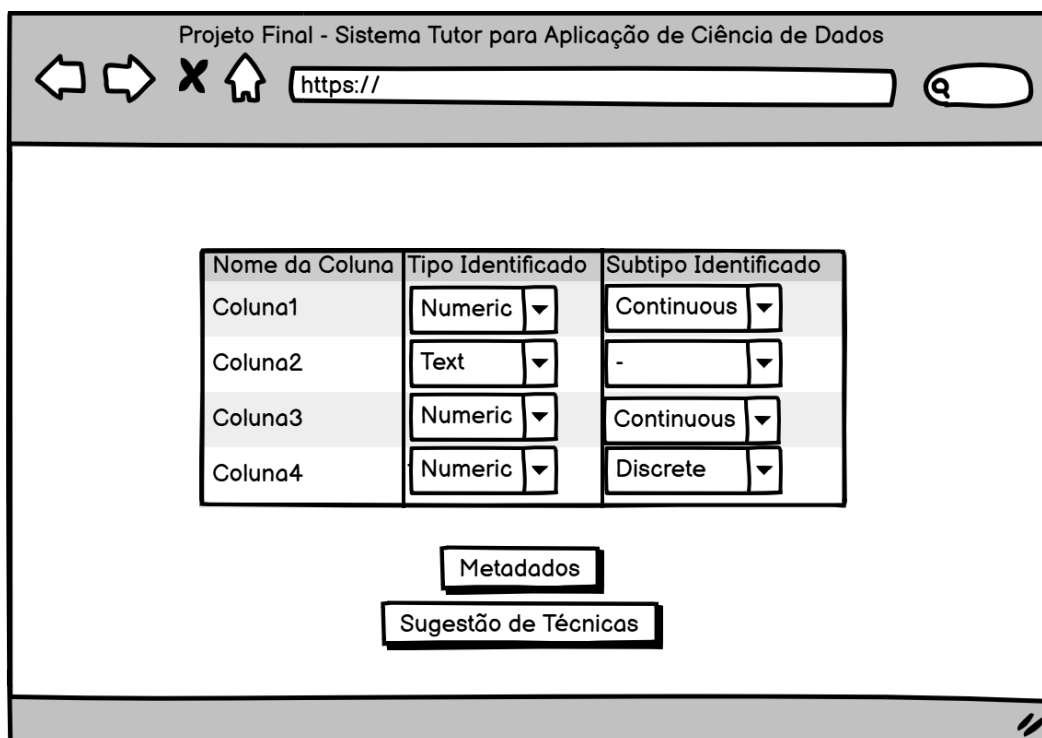 Projeto Final - Sistema Tutor para Aplicação de Ciência de Dados
https://
Nome da Coluna Tipo Identificado Subtipo Identificado
Coluna1 Numeric Continuous
Coluna2 Text -
Coluna3 Numeric Continuous
Coluna4 Numeric Discrete
Metadados
Sugestão de Técnicas